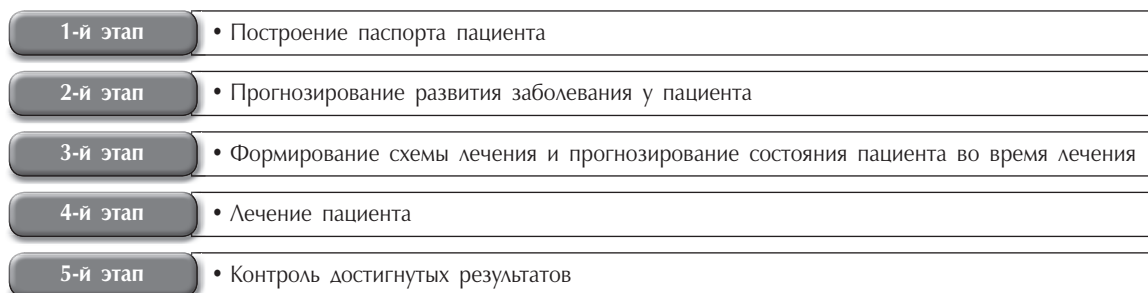 1-й этап • Построение паспорта пациента
2-й этап • Прогнозирование развития заболевания у пациента
3-й этап • Формирование схемы лечения и прогнозирование состояния пациента во время лечения
4-й этап • Лечение пациента
5-й этап • Контроль достигнутых результатов